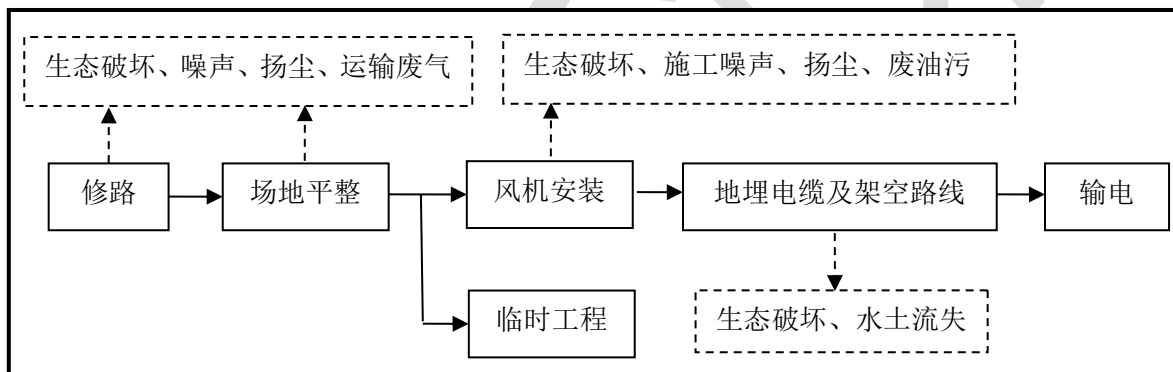 生态破坏、噪声、扬尘、运输废气
生态破坏、施工噪声、扬尘、废油污
修路
场地平整
风机安装
地埋电缆及架空路线
输电
临时工程
生态破坏、水土流失